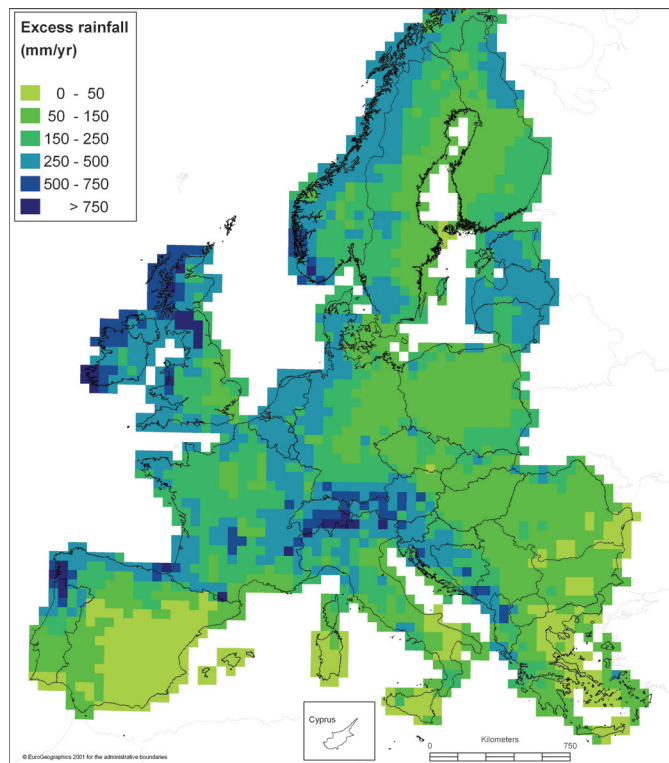 Excess rainfall
(mm/yr)
0 - 50
50 - 150
150 - 250
250 - 500
500 - 750
> 750
Cyprus
Kilometers
0 750
© EuroGeographics 2001 for the administrative boundaries